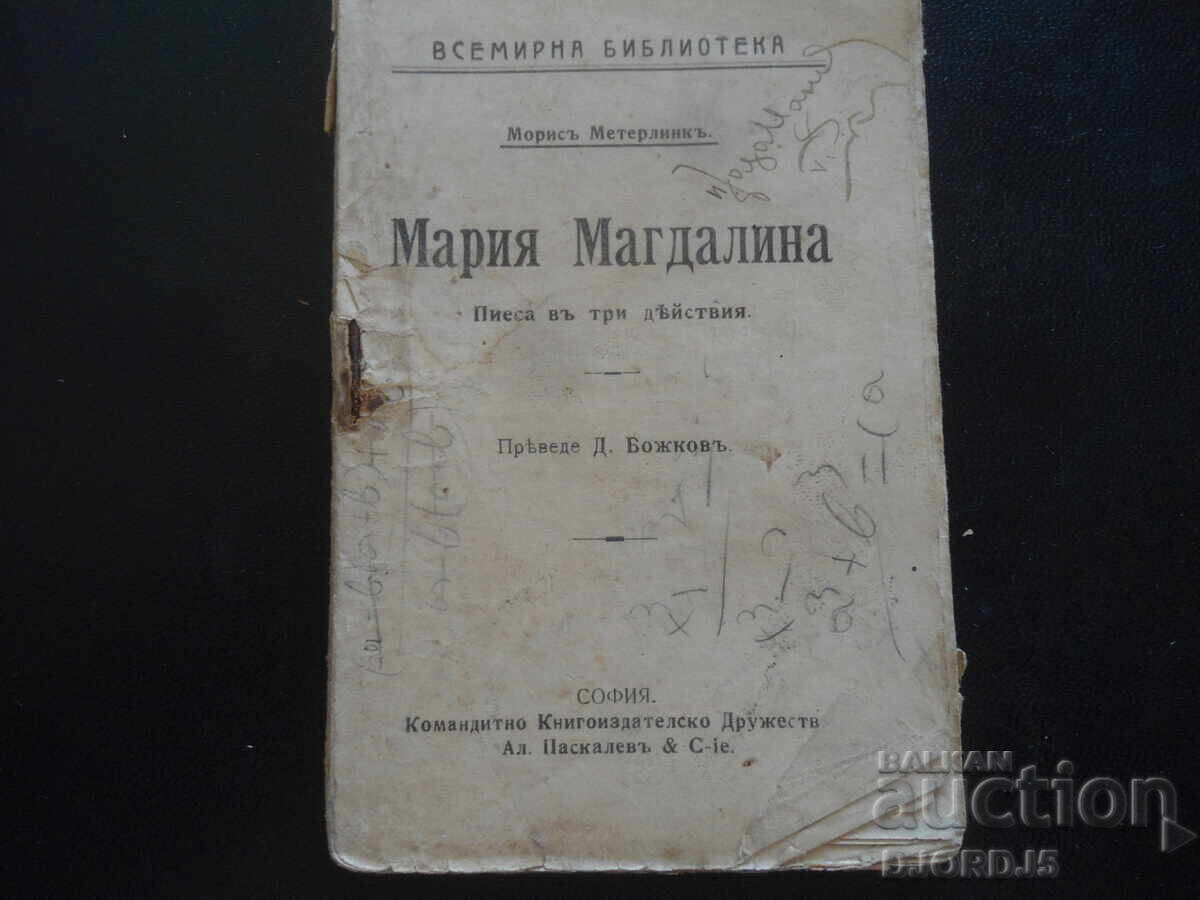 ВСЕМИРНА БИБЛИОТЕКА
Морисъ Метерлинкъ.
Мария Магдалина
Пиеса въ три дѣйствия.
Прѣведе Д. Божковъ.
СОФИЯ.
Командитно Книгоиздателско Дружеств
Ал. Паскалевъ & C-ie.
BALKAN
auction
DJORDJ5